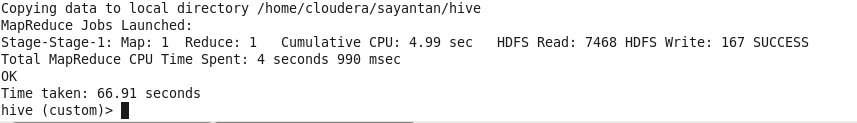 Copying data to local directory /home/cloudera/sayantan/hive
MapReduce Jobs Launched:
Stage-Stage-1: Map: 1  Reduce: 1   Cumulative CPU: 4.99 sec   HDFS Read: 7468 HDFS Write: 167 SUCCESS
Total MapReduce CPU Time Spent: 4 seconds 990 msec
OK
Time taken: 66.91 seconds
hive (custom)>